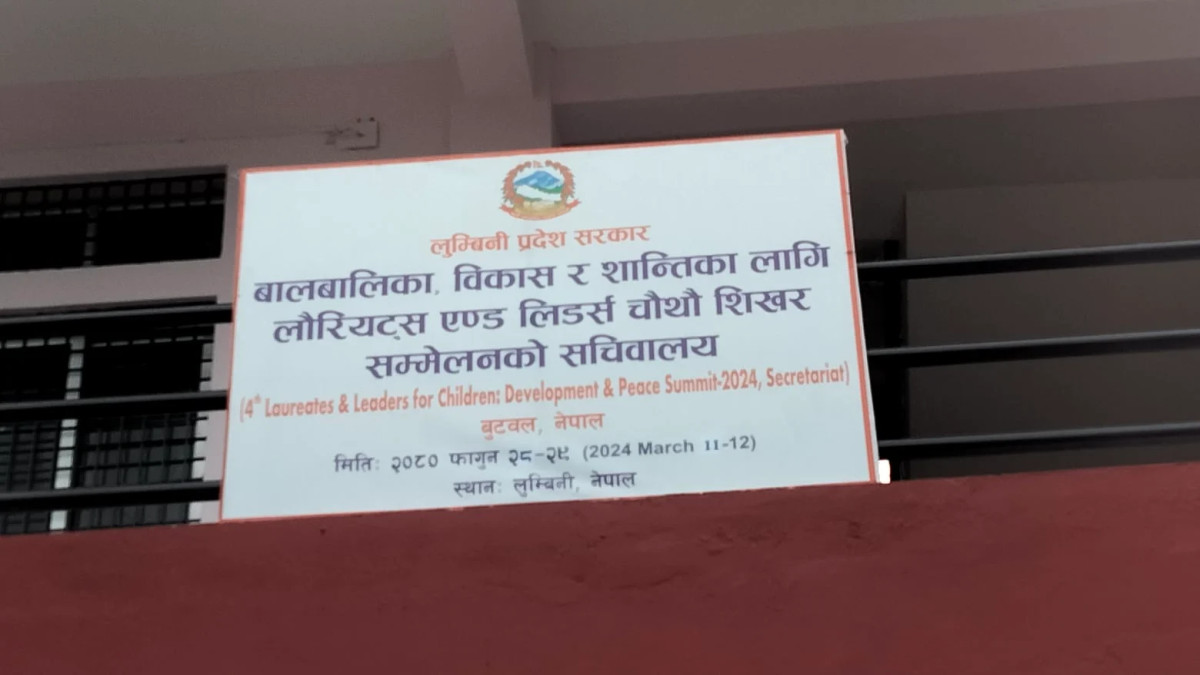 लुम्बिनी प्रदेश सरकार
बालबालिका, विकास र शान्तिका लागि
लौरियट्स एण्ड लिडर्स चौथौ शिखर
सम्मेलनको सचिवालय
(4th Laureates & Leaders for Children: Development & Peace Summit-2024, Secretariat)
बुटवल, नेपाल
मिति: २०८० फागुन २८-२९ (2024 March 11-12)
स्थान: लुम्बिनी, नेपाल